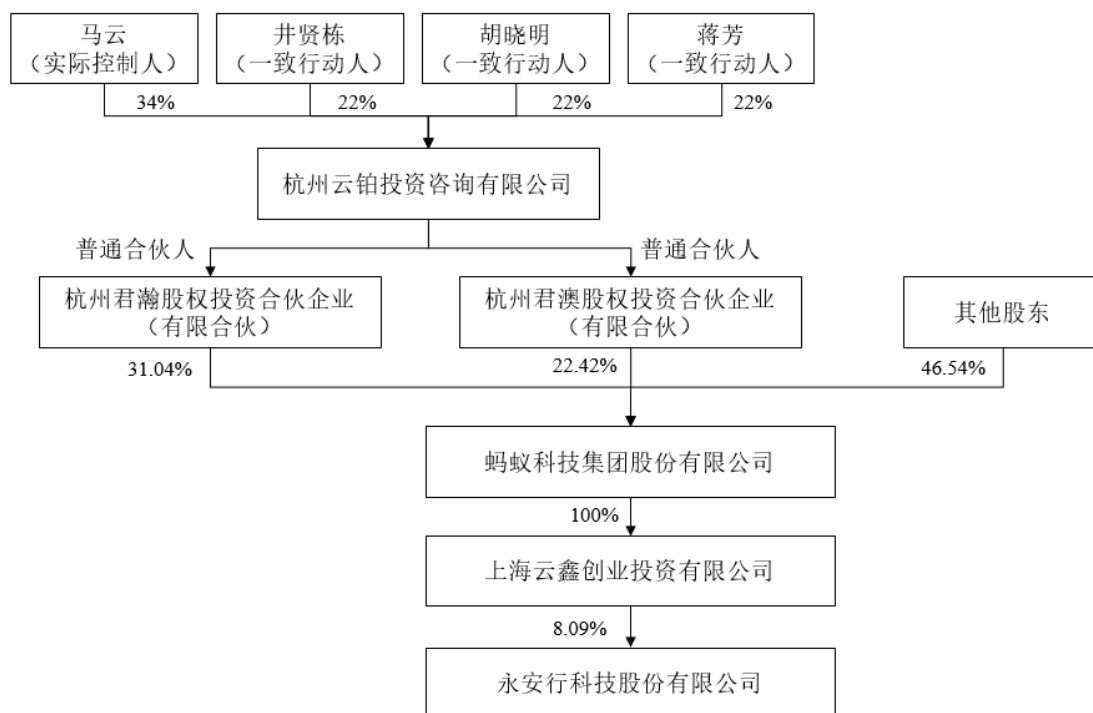 马云
（实际控制人）
井贤栋
（一致行动人）
胡晓明
（一致行动人）
蒋芳
（一致行动人）
34%
22%
22%
22%
杭州云铂投资咨询有限公司
普通合伙人
普通合伙人
杭州君瀚股权投资合伙企业
（有限合伙）
杭州君澳股权投资合伙企业
（有限合伙）
其他股东
31.04%
22.42%
46.54%
蚂蚁科技集团股份有限公司
100%
上海云鑫创业投资有限公司
8.09%
永安行科技股份有限公司